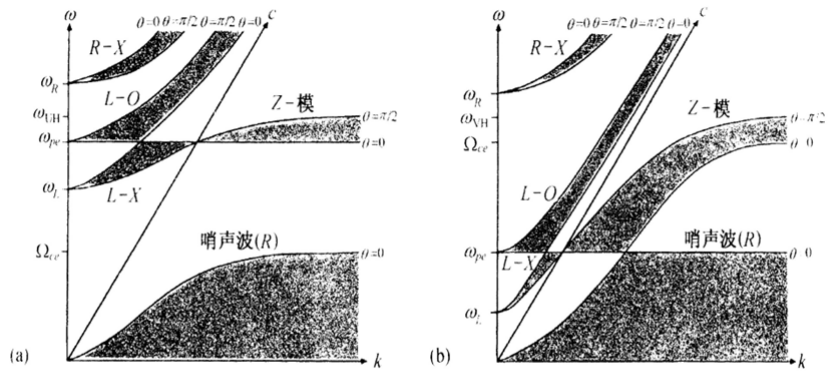 ω
θ=0 θ=π/2 θ=π/2 θ=0
c
R-X
ω_R
L-O
ω_UH
Z-模
θ=π/2
ω_pe
θ=0
ω_L
L-X
Ω_ce
哨声波(R)
θ=0
(a)
k
ω
θ=0 θ=π/2 θ=π/2 θ=0
c
R-X
ω_R
Z-模
ω_VH
θ=π/2
Ω_ce
θ 0
L-O
哨声波(R)
ω_pe
θ 0
L-X
ω_L
(b)
k